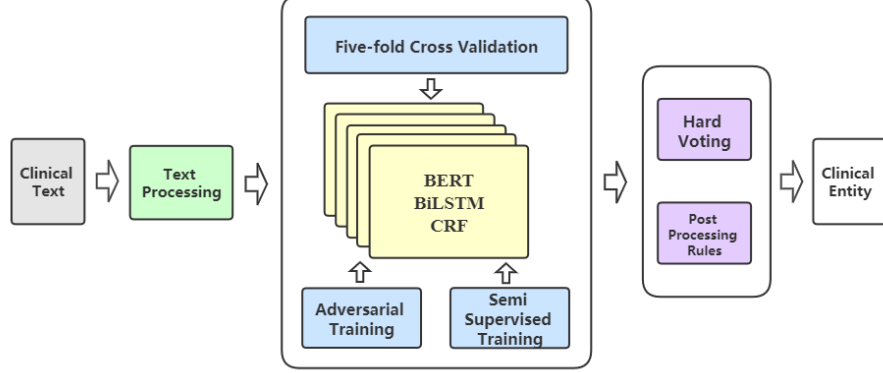 Clinical
Text
Text
Processing
Five-fold Cross Validation
BERT
BiLSTM
CRF
Adversarial
Training
Semi
Supervised
Training
Hard
Voting
Post
Processing
Rules
Clinical
Entity